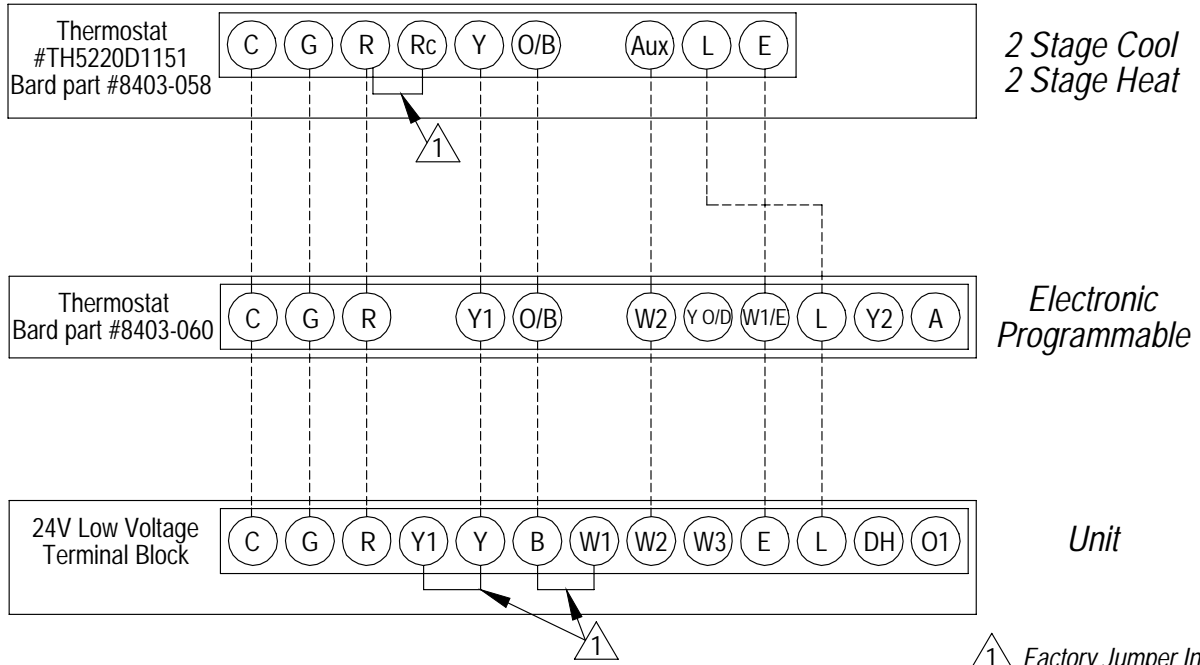 Thermostat
#TH5220D1151
Bard part #8403-058
C G R Rc Y O/B Aux L E
2 Stage Cool
2 Stage Heat
1
Thermostat
Bard part #8403-060
C G R Y1 O/B W2 Y O/D W1/E L Y2 A
Electronic
Programmable
24V Low Voltage
Terminal Block
C G R Y1 Y B W1 W2 W3 E L DH O1
Unit
1
1 Factory Jumper In